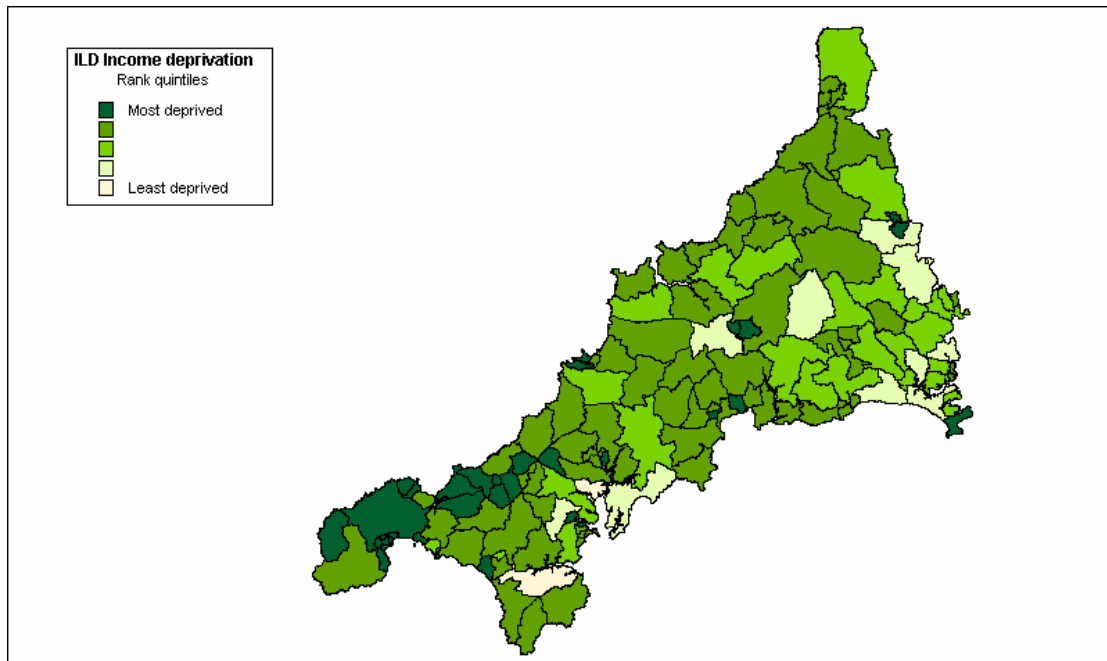 ILD Income deprivation
Rank quintiles
Most deprived
Least deprived